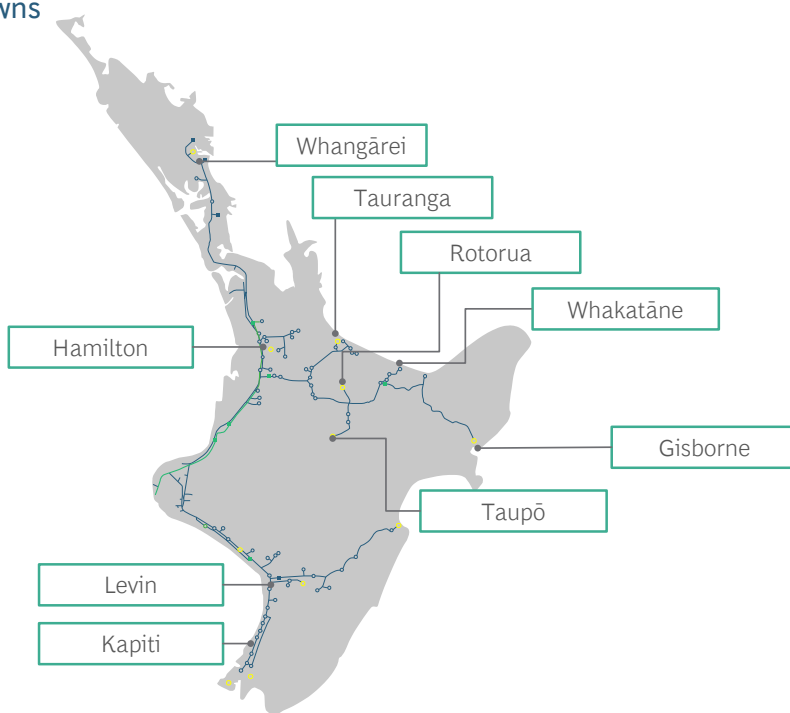 wns
Whangārei
Tauranga
Rotorua
Whakatāne
Hamilton
Gisborne
Taupō
Levin
Kapiti